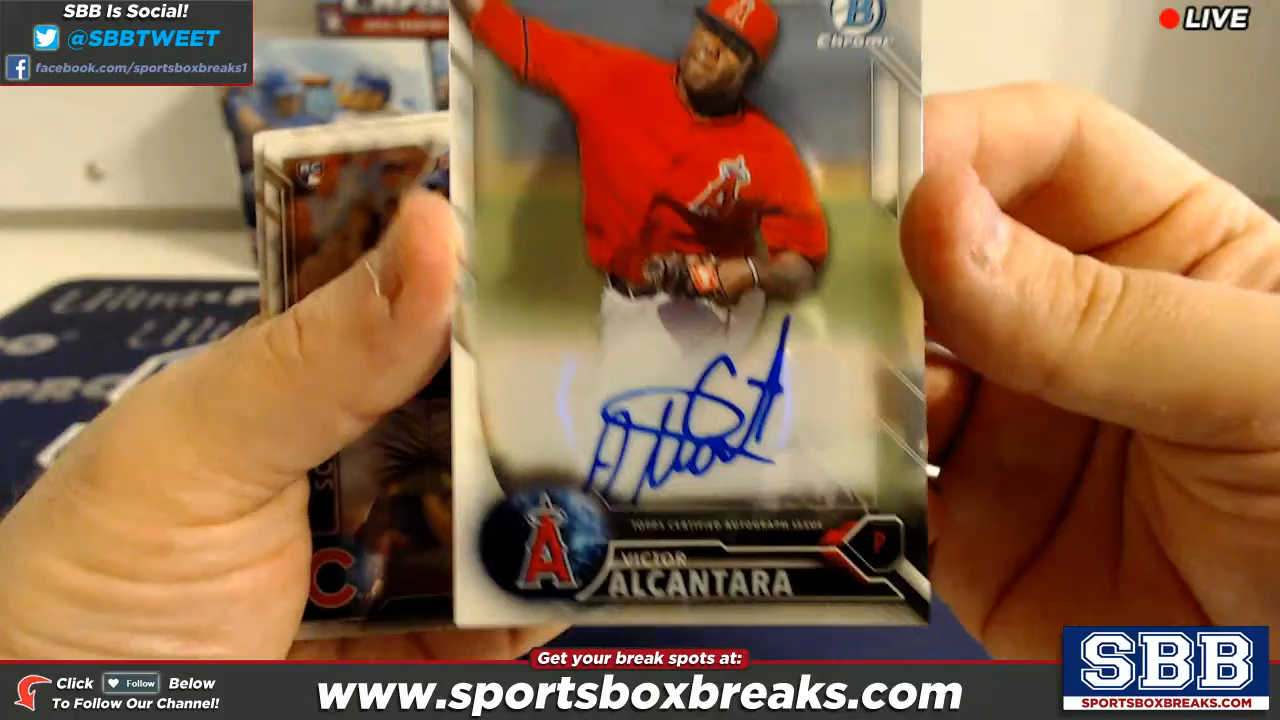 SBB Is Social!
@SBBTWEET
facebook.com/sportsboxbreaks1
LIVE
B
Chrome
A
RC
C
TOPPS CERTIFIED AUTOGRAPH ISSUE
P
A
VICTOR
ALCANTARA
Get your break spots at:
Click Follow Below
To Follow Our Channel!
www.sportsboxbreaks.com
SBB
SPORTSBOXBREAKS.COM